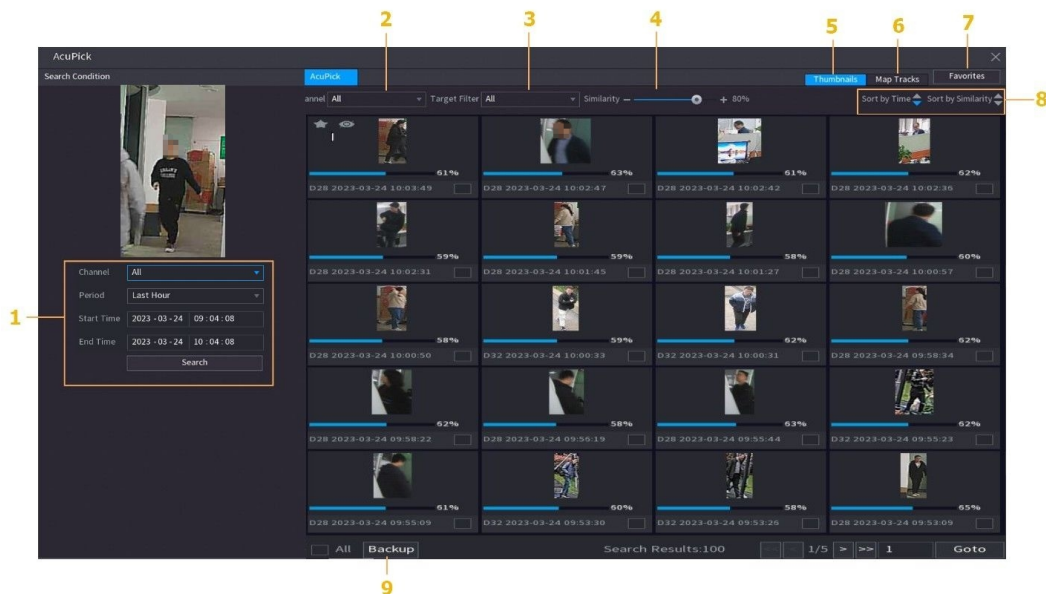 2 3 4 5 6 7
AcuPick
Search Condition AcuPick Thumbnails Map Tracks Favorites
annel All Target Filter All Similarity 80% Sort by Time Sort by Similarity 8
61% 63% 61% 62%
D28 2023-03-24 10:03:49 D28 2023-03-24 10:02:47 D28 2023-03-24 10:02:42 D28 2023-03-24 10:02:36
59% 59% 58% 60%
D28 2023-03-24 10:02:31 D28 2023-03-24 10:01:45 D28 2023-03-24 10:01:27 D28 2023-03-24 10:00:57
1
Channel All
Period Last Hour
Start Time 2023-03-24 09:04:08
End Time 2023-03-24 10:04:08
Search
58% 59% 62% 62%
D28 2023-03-24 10:00:50 D32 2023-03-24 10:00:33 D32 2023-03-24 10:00:31 D28 2023-03-24 09:58:34
62% 58% 63% 62%
D28 2023-03-24 09:58:22 D28 2023-03-24 09:56:19 D28 2023-03-24 09:55:44 D32 2023-03-24 09:55:23
61% 60% 58% 65%
D28 2023-03-24 09:55:09 D32 2023-03-24 09:53:30 D32 2023-03-24 09:53:26 D28 2023-03-24 09:53:09
All Backup Search Results:100 1/5 > >> 1 Goto
9